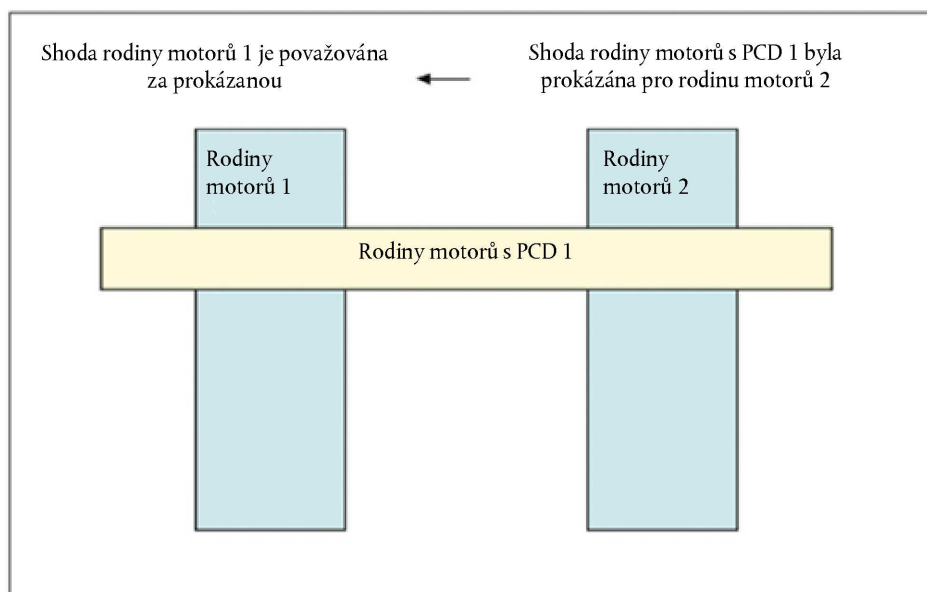 Shoda rodiny motorů 1 je považována
za prokázanou
Shoda rodiny motorů s PCD 1 byla
prokázána pro rodinu motorů 2
Rodiny
motorů 1
Rodiny
motorů 2
Rodiny motorů s PCD 1